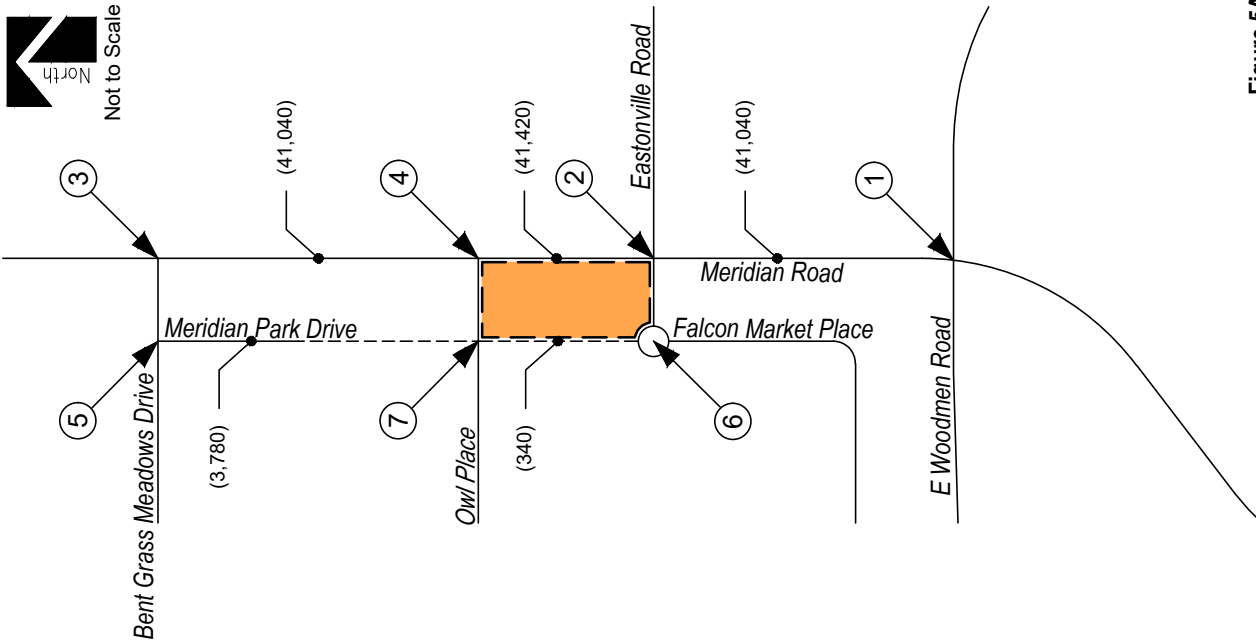 North
Not to Scale
(41,040)
3
Meridian Park Drive
5
(3,780)
Bent Grass Meadows Drive
4
(41,420)
2
Eastonville Road
7
Owl Place
(340)
Falcon Market Place
6
(41,040)
Meridian Road
1
E Woodmen Road